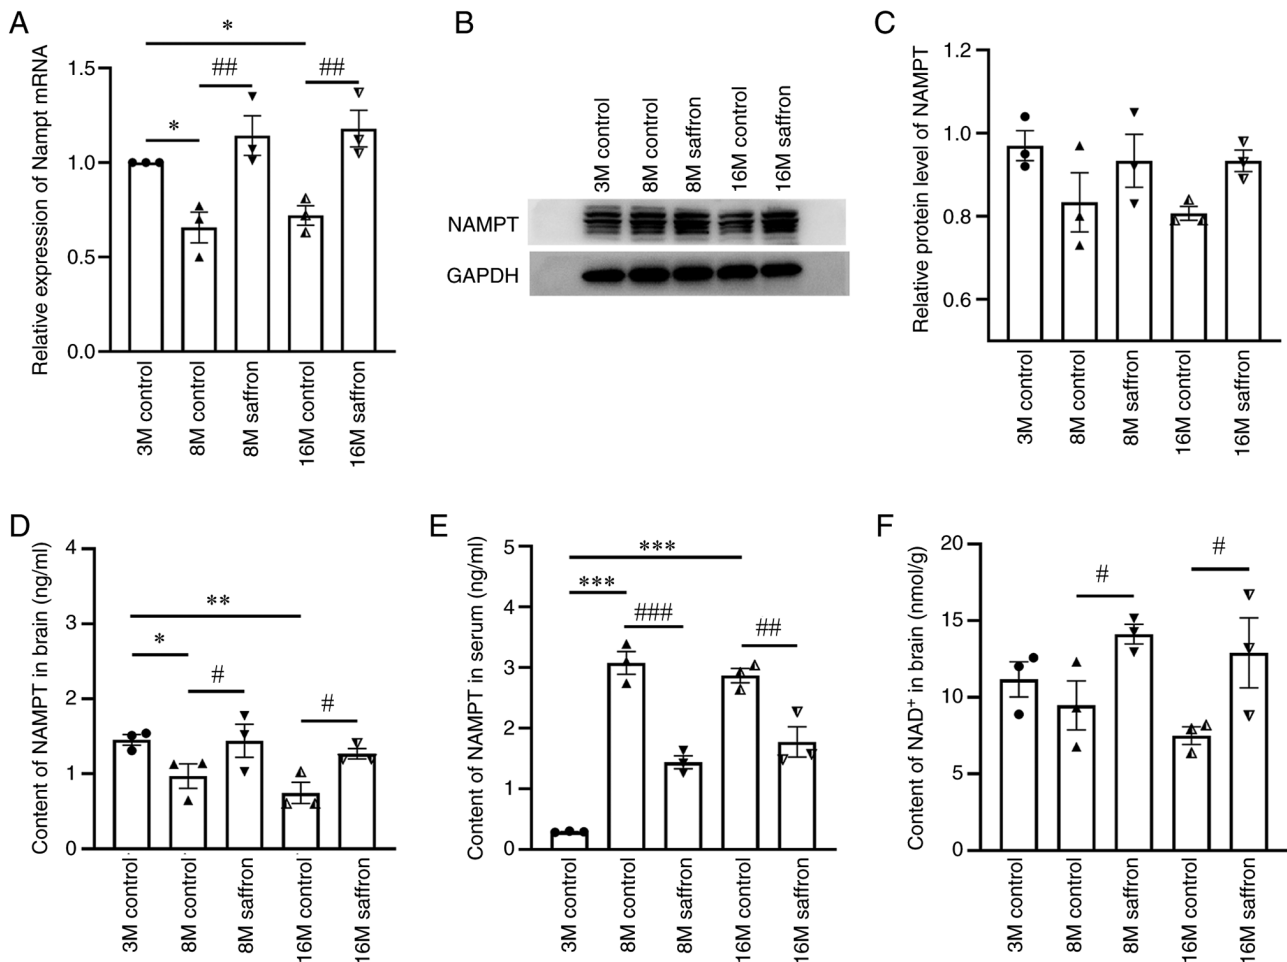 A
Relative expression of Nampt mRNA
1.5
1.0
0.5
0.0
*
*
##
##
3M control
8M control
8M saffron
16M control
16M saffron
B
3M control
8M control
8M saffron
16M control
16M saffron
NAMPT
GAPDH
C
Relative protein level of NAMPT
1.2
1.0
0.8
0.6
3M control
8M control
8M saffron
16M control
16M saffron
D
Content of NAMPT in brain (ng/ml)
4
3
2
1
0
**
*
#
#
3M control
8M control
8M saffron
16M control
16M saffron
E
Content of NAMPT in serum (ng/ml)
5
4
3
2
1
0
***
***
###
##
3M control
8M control
8M saffron
16M control
16M saffron
F
Content of NAD+ in brain (nmol/g)
20
15
10
5
0
#
#
3M control
8M control
8M saffron
16M control
16M saffron